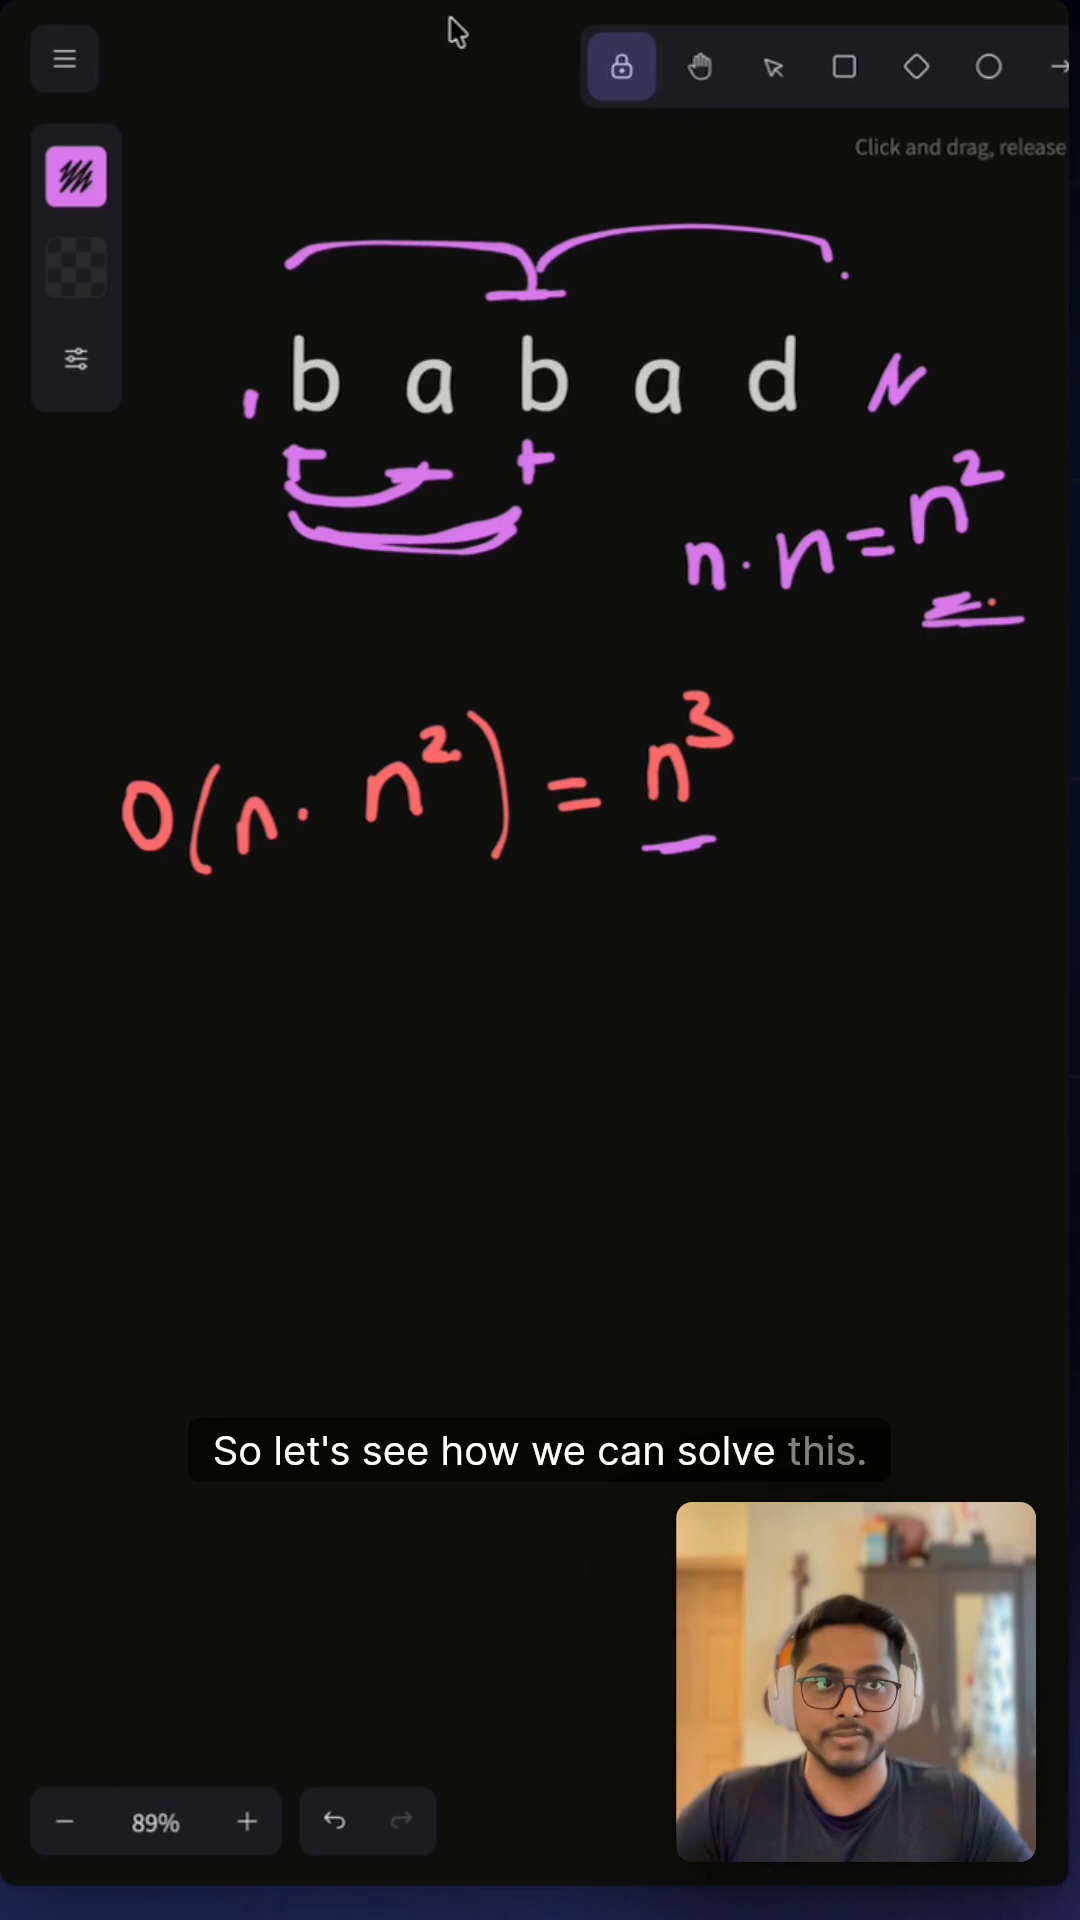 Click and drag, release
b a b a d N
n · n = n²
O(n · n²) = n³
So let's see how we can solve this.
89%